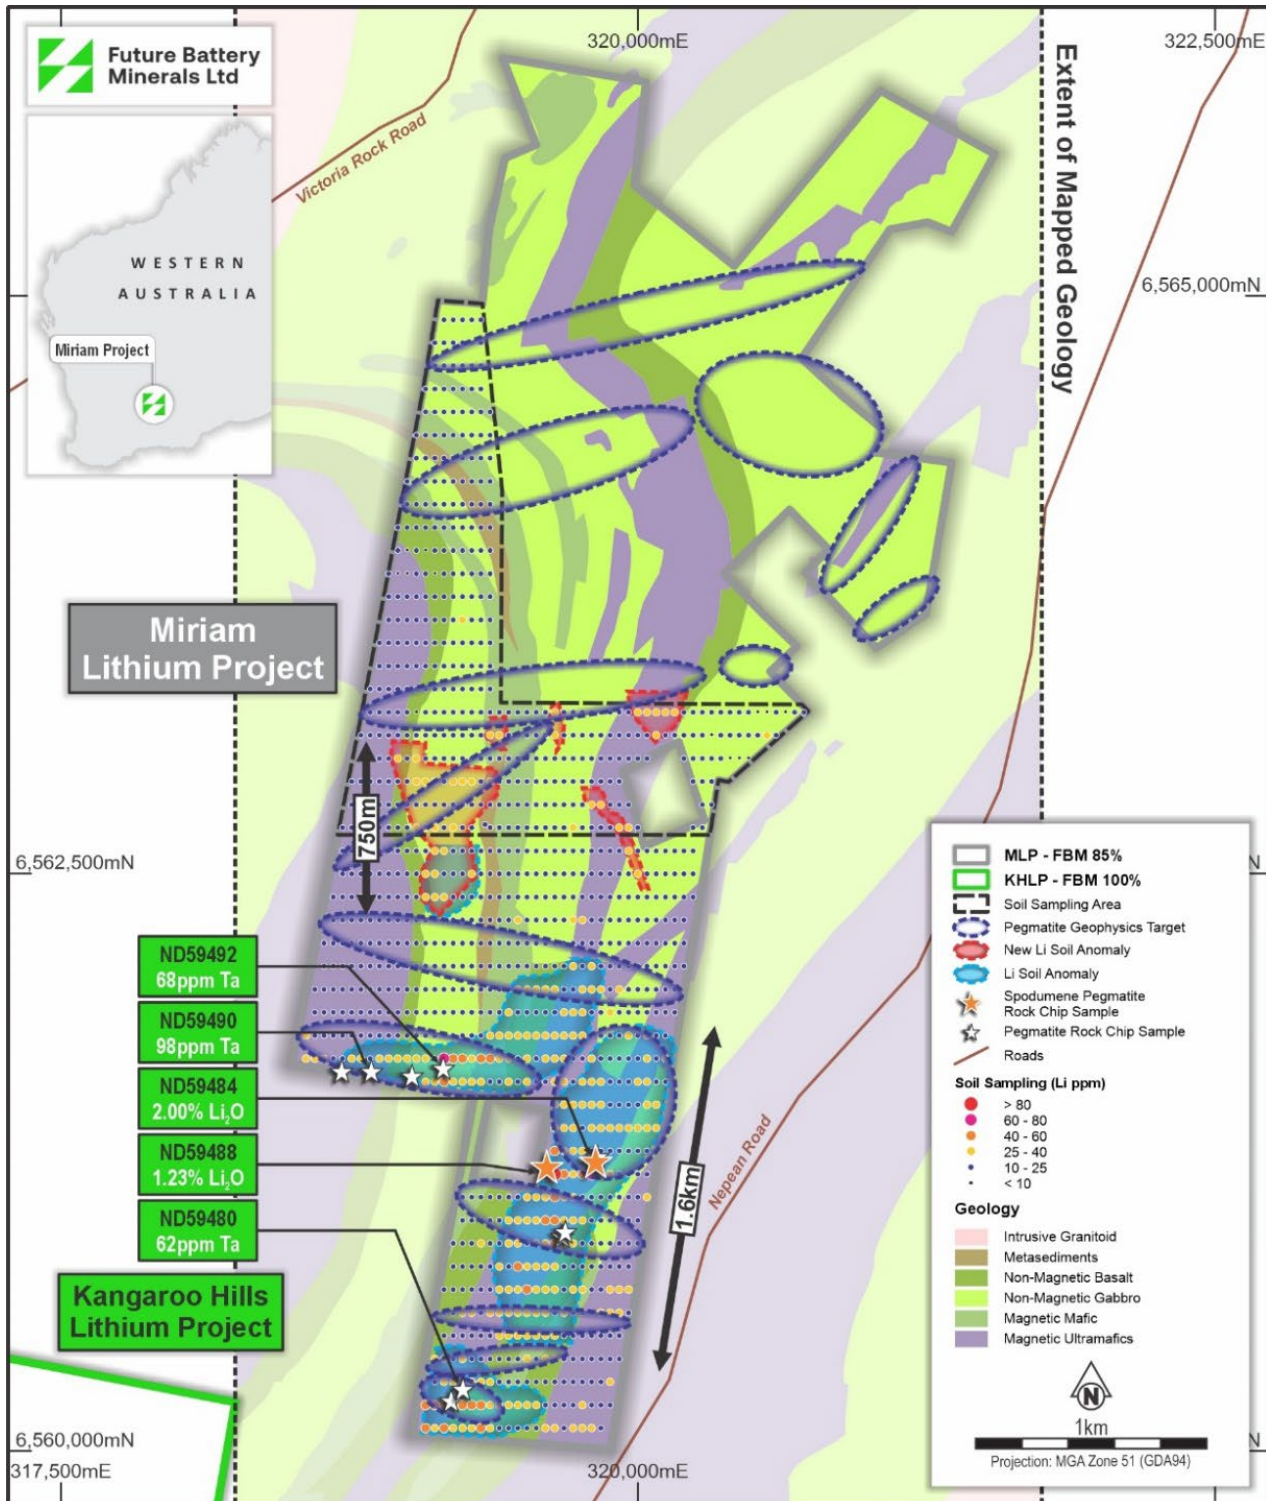 Future Battery
Minerals Ltd
320,000mE
322,500mE
Victoria Rock Road
Extent of Mapped Geology
WESTERN
AUSTRALIA
Miriam Project
6,565,000mN
Miriam
Lithium Project
750m
6,562,500mN
N
ND59492
68ppm Ta
ND59490
98ppm Ta
ND59484
2.00% Li₂O
ND59488
1.23% Li₂O
ND59480
62ppm Ta
Kangaroo Hills
Lithium Project
1.6km
Nepean Road
MLP - FBM 85%
KHLP - FBM 100%
Soil Sampling Area
Pegmatite Geophysics Target
New Li Soil Anomaly
Li Soil Anomaly
Spodumene Pegmatite
Rock Chip Sample
Pegmatite Rock Chip Sample
Roads
Soil Sampling (Li ppm)
> 80
60 - 80
40 - 60
25 - 40
10 - 25
< 10
Geology
Intrusive Granitoid
Metasediments
Non-Magnetic Basalt
Non-Magnetic Gabbro
Magnetic Mafic
Magnetic Ultramafics
N
1km
Projection: MGA Zone 51 (GDA94)
6,560,000mN
N
317,500mE
320,000mE